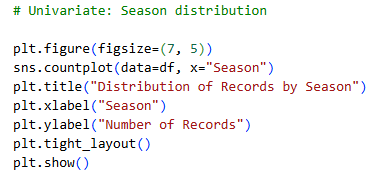 # Univariate: Season distribution

plt.figure(figsize=(7, 5))
sns.countplot(data=df, x="Season")
plt.title("Distribution of Records by Season")
plt.xlabel("Season")
plt.ylabel("Number of Records")
plt.tight_layout()
plt.show()